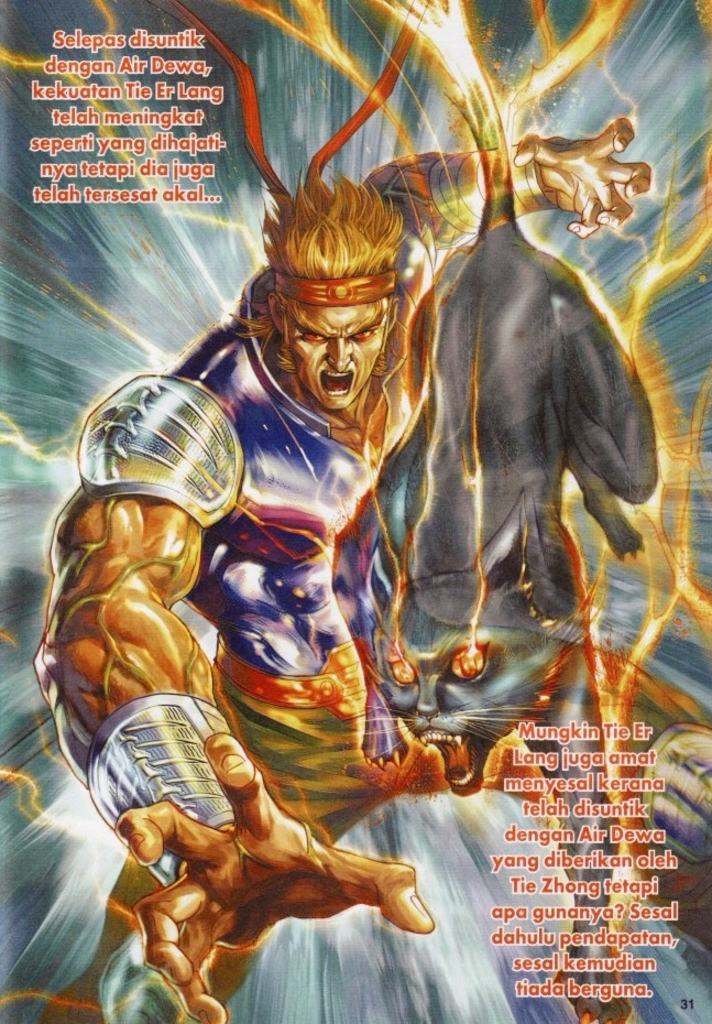 Selepas disuntik
dengan Air Dewa,
kekuatan Tie Er Lang
telah meningkat
seperti yang dihajati-
nya tetapi dia juga
telah tersesat akal...
Mungkin Tie Er
Lang juga amat
menyesal kerana
telah disuntik
dengan Air Dewa
yang diberikan oleh
Tie Zhong tetapi
apa gunanya? Sesal
dahulu pendapatan,
sesal kemudian
tiada berguna.
31